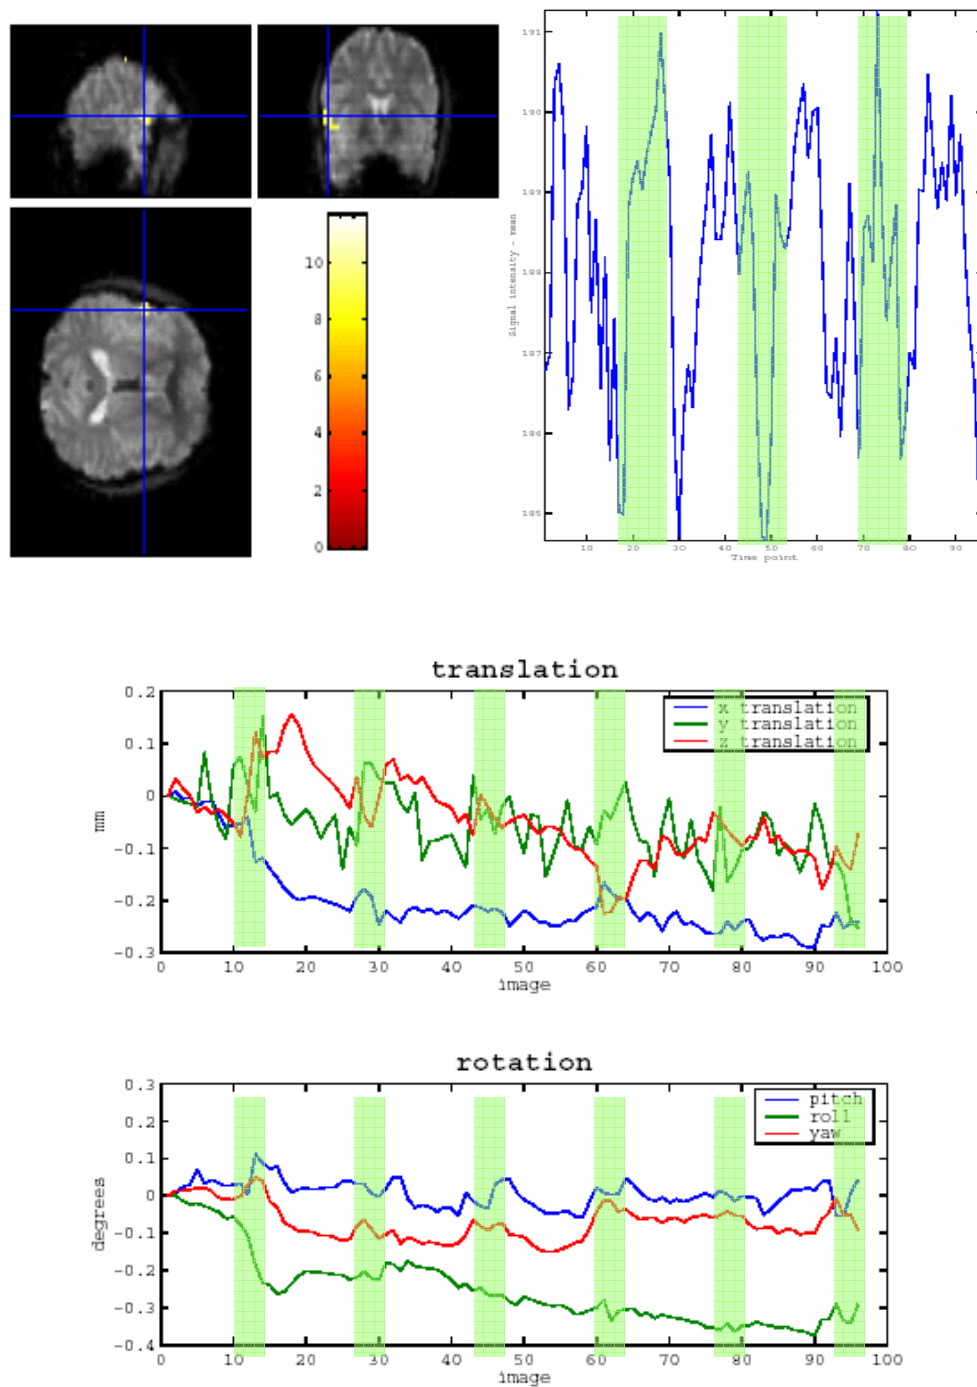 10
8
6
4
2
0
Signal intensity - mean
191
190
189
188
187
186
185
10 20 30 40 50 60 70 80 90
Time point
translation
mm
0.2
0.1
0
-0.1
-0.2
-0.3
x translation
y translation
z translation
0 10 20 30 40 50 60 70 80 90 100
image
rotation
degrees
0.3
0.2
0.1
0
-0.1
-0.2
-0.3
-0.4
pitch
roll
yaw
0 10 20 30 40 50 60 70 80 90 100
image